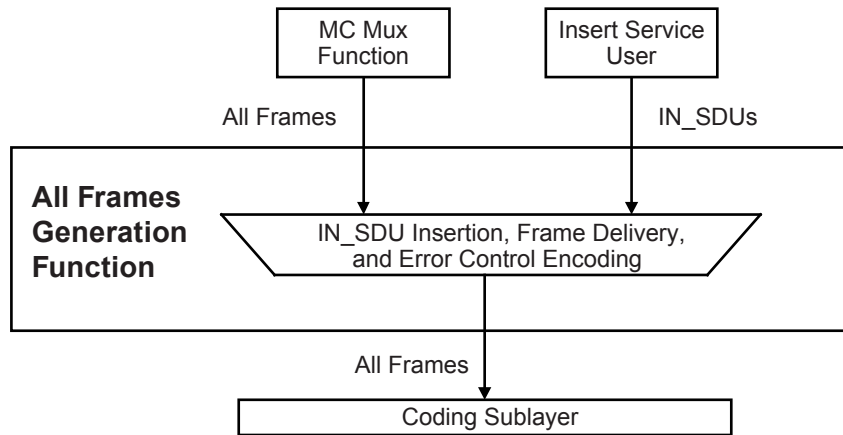 MC Mux
Function
Insert Service
User
All Frames
IN_SDUs
All Frames
Generation
Function
IN_SDU Insertion, Frame Delivery,
and Error Control Encoding
All Frames
Coding Sublayer